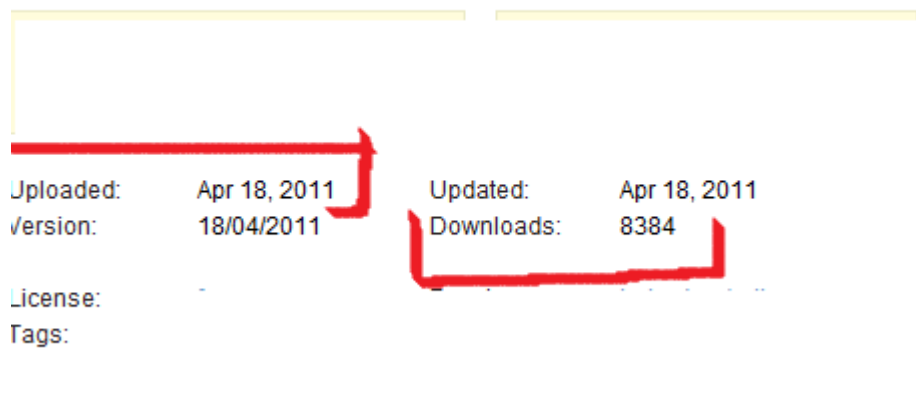 Uploaded: Apr 18, 2011 Updated: Apr 18, 2011
Version: 18/04/2011 Downloads: 8384
License:
Tags: